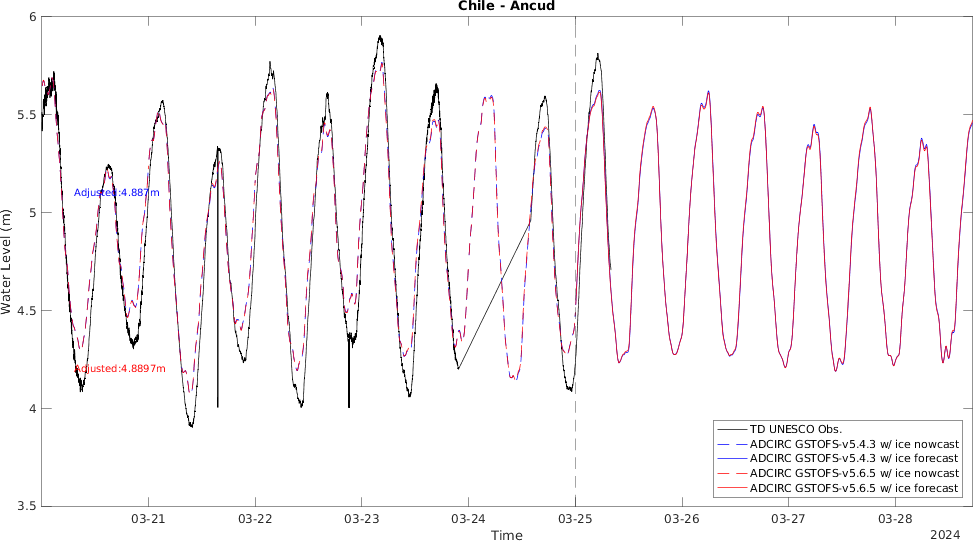 Chile - Ancud
6
5.5
5
4.5
4
3.5
Water Level (m)
Adjusted:4.887m
Adjusted:4.8897m
TD UNESCO Obs.
ADCIRC GSTOFS-v5.4.3 w/ ice nowcast
ADCIRC GSTOFS-v5.4.3 w/ ice forecast
ADCIRC GSTOFS-v5.6.5 w/ ice nowcast
ADCIRC GSTOFS-v5.6.5 w/ ice forecast
03-21 03-22 03-23 03-24 03-25 03-26 03-27 03-28
Time
2024